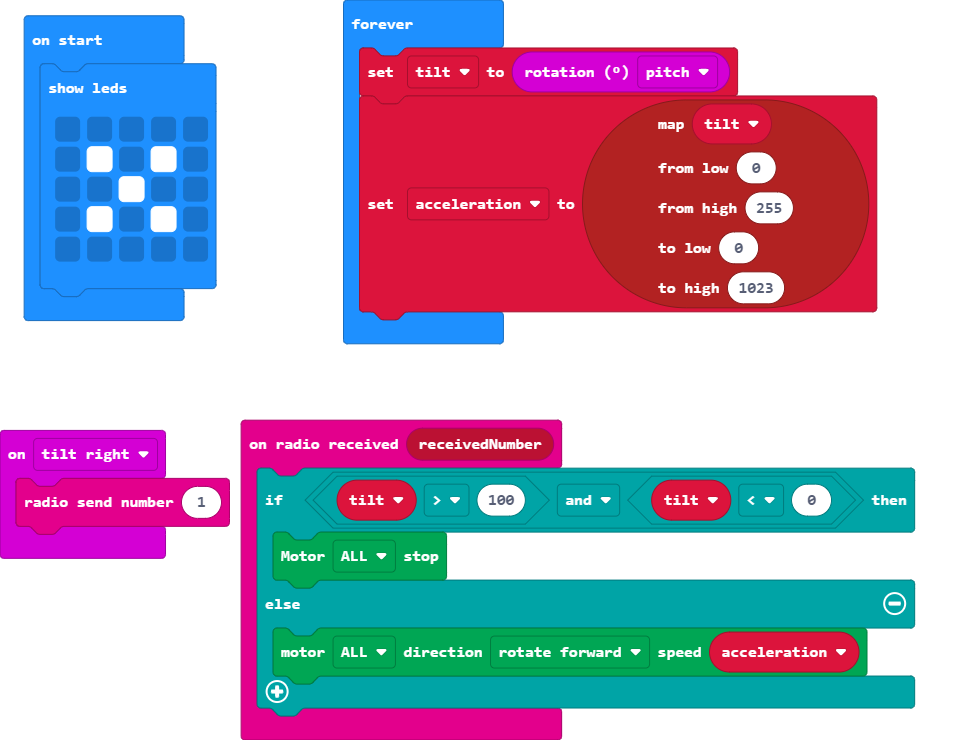 on start
show leds
forever
set tilt to rotation (º) pitch
set acceleration to
map tilt
from low 0
from high 255
to low 0
to high 1023
on tilt right
radio send number 1
on radio received receivedNumber
if tilt > 100 and tilt < 0 then
Motor ALL stop
else
motor ALL direction rotate forward speed acceleration